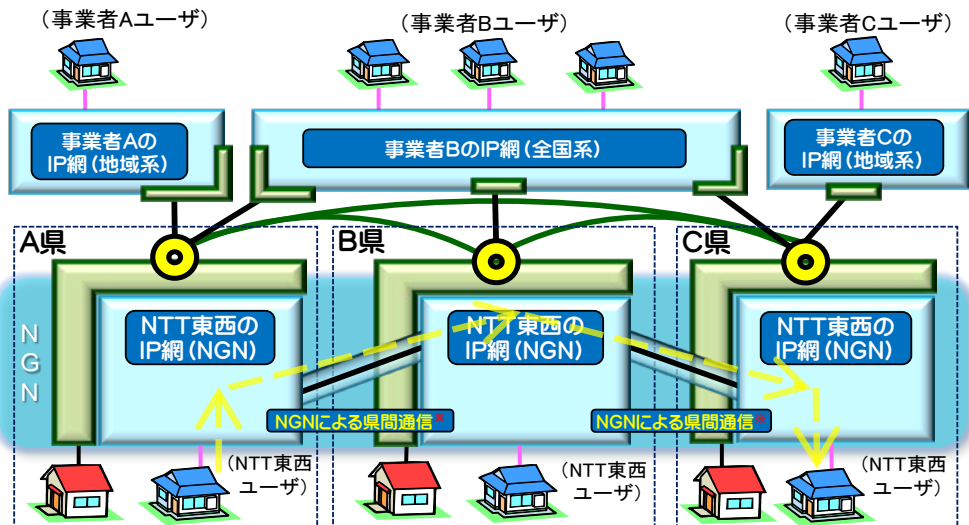 (事業者Aユーザ)
(事業者Bユーザ)
(事業者Cユーザ)
事業者Aの
IP網(地域系)
事業者BのIP網(全国系)
事業者Cの
IP網(地域系)
A県
B県
C県
NGN
NTT東西の
IP網(NGN)
NTT東西の
IP網(NGN)
NTT東西の
IP網(NGN)
NGNによる県間通信※
NGNによる県間通信※
(NTT東西
ユーザ)
(NTT東西
ユーザ)
(NTT東西
ユーザ)